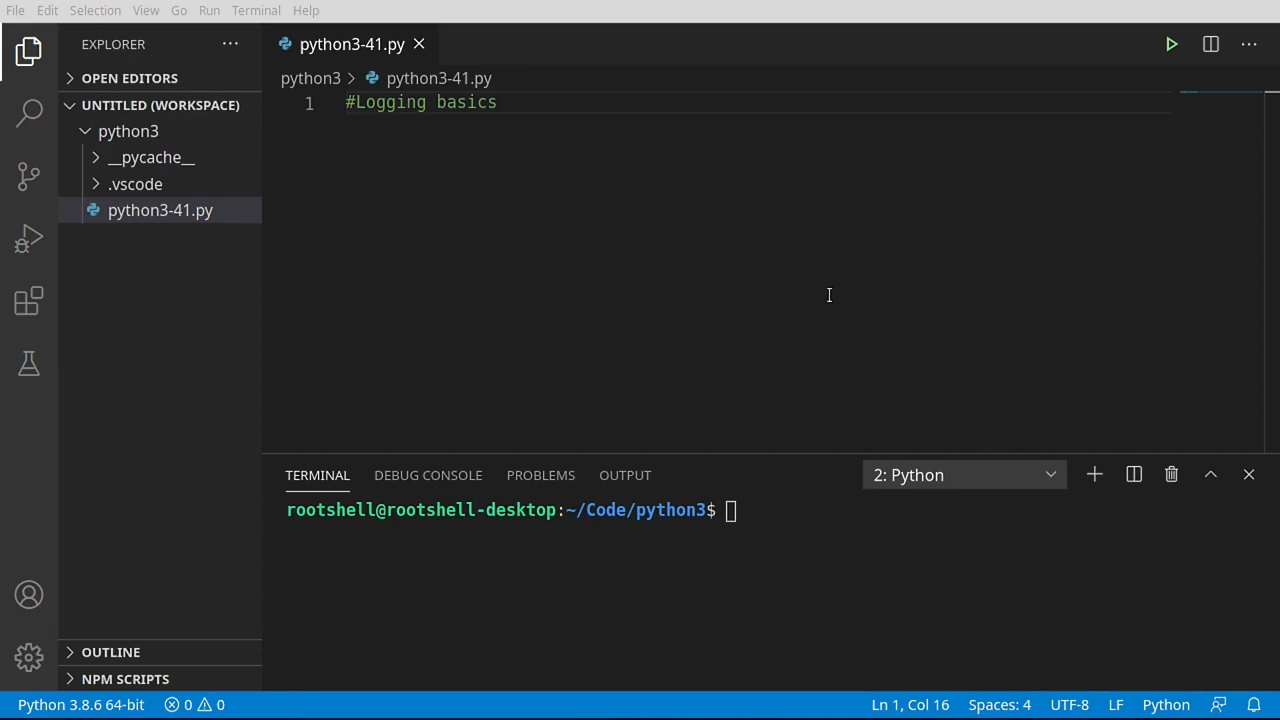 File Edit Selection View Go Run Terminal Help
EXPLORER
python3-41.py
OPEN EDITORS
python3 > python3-41.py
UNTITLED (WORKSPACE)
1 #Logging basics
python3
__pycache__
.vscode
python3-41.py
TERMINAL DEBUG CONSOLE PROBLEMS OUTPUT 2: Python
rootshell@rootshell-desktop:~/Code/python3$
OUTLINE
NPM SCRIPTS
Python 3.8.6 64-bit 0 0 Ln 1, Col 16 Spaces: 4 UTF-8 LF Python